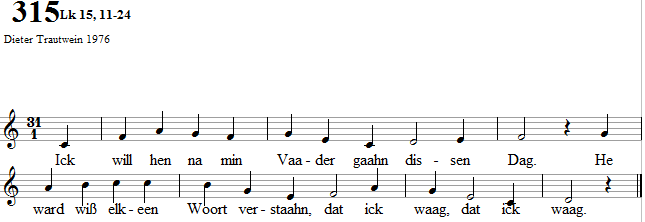 315 Lk 15, 11-24
Dieter Trautwein 1976
31
1
Ick will hen na min Vaa- der gaahn dis- sen Dag. He
ward wiß elk- een Woort ver- staahn, dat ick waag, dat ick waag.